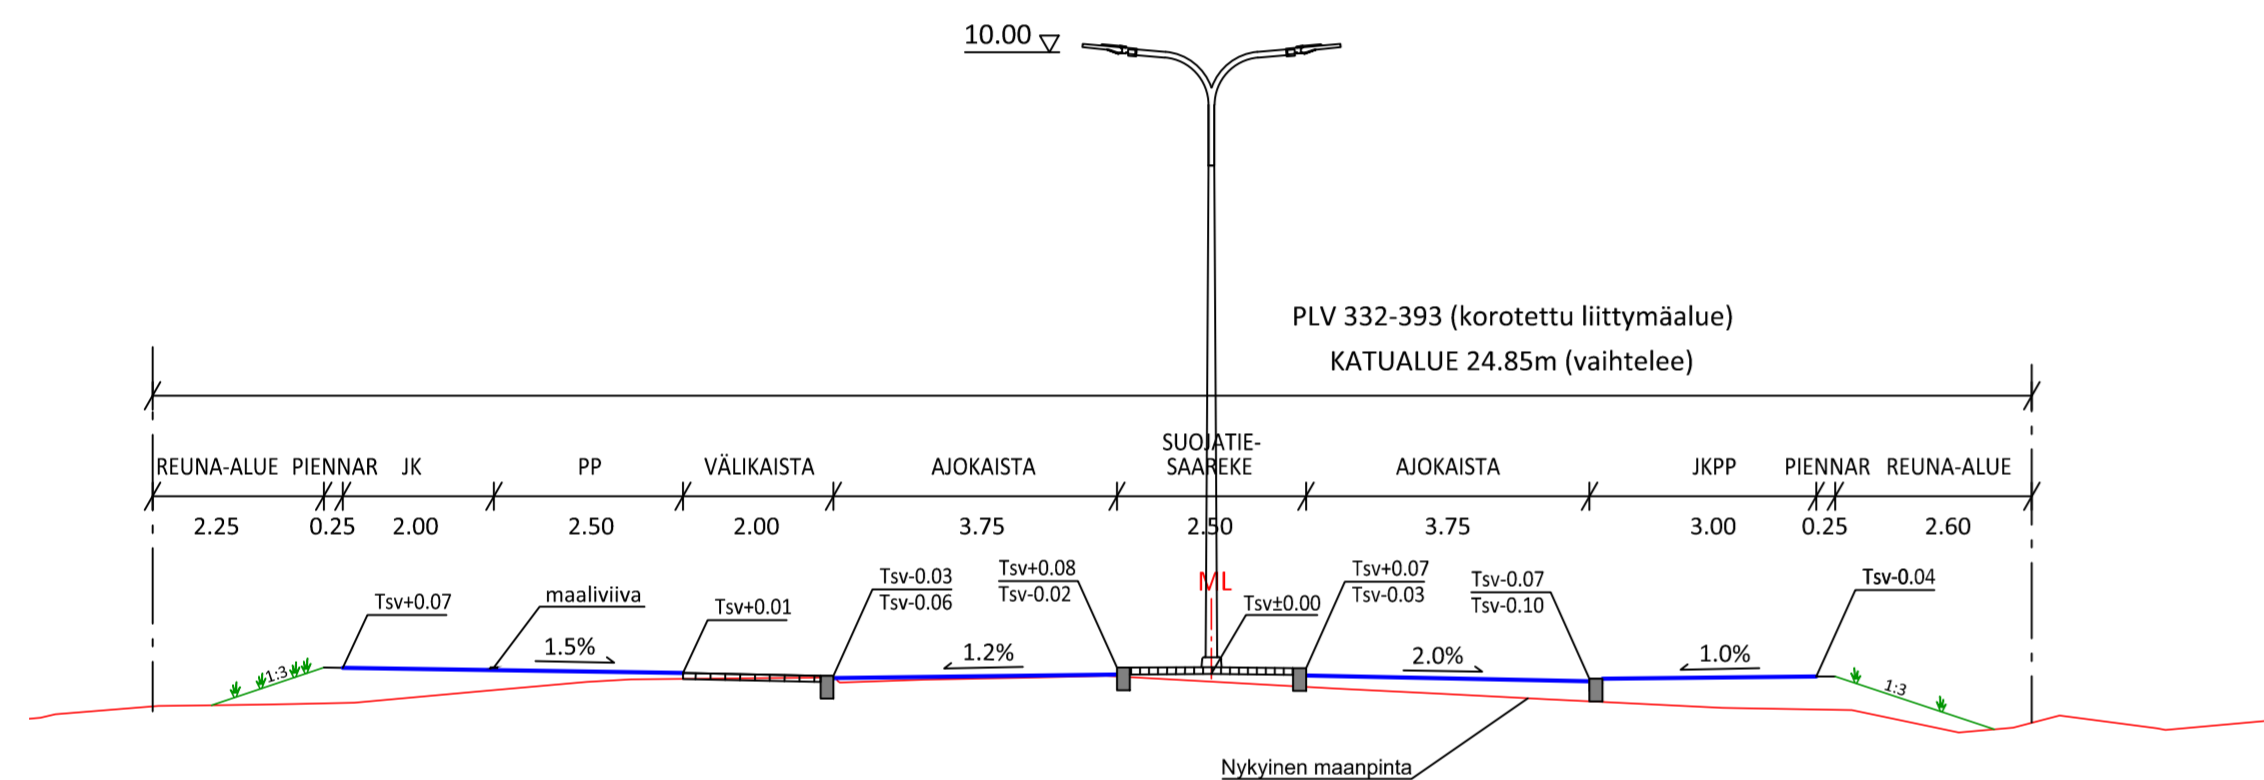 10.00
PLV 332-393 (korotettu liittymäalue)
KATUALUE 24.85m (vaihtelee)
REUNA-ALUE PIENNAR JK PP VÄLIKAISTA AJOKAISTA SUOJATIE-
SAAREKE AJOKAISTA JKPP PIENNAR REUNA-ALUE
2.25 0.25 2.00 2.50 2.00 3.75 2.50 3.75 3.00 0.25 2.60
Tsv+0.07
maaliviiva
Tsv+0.01
Tsv-0.03
Tsv-0.06
Tsv+0.08
Tsv-0.02
ML
Tsv±0.00
Tsv+0.07
Tsv-0.03
Tsv-0.07
Tsv-0.10
Tsv-0.04
1:3 1.5% 1.2% 2.0% 1.0% 1:3
Nykyinen maanpinta